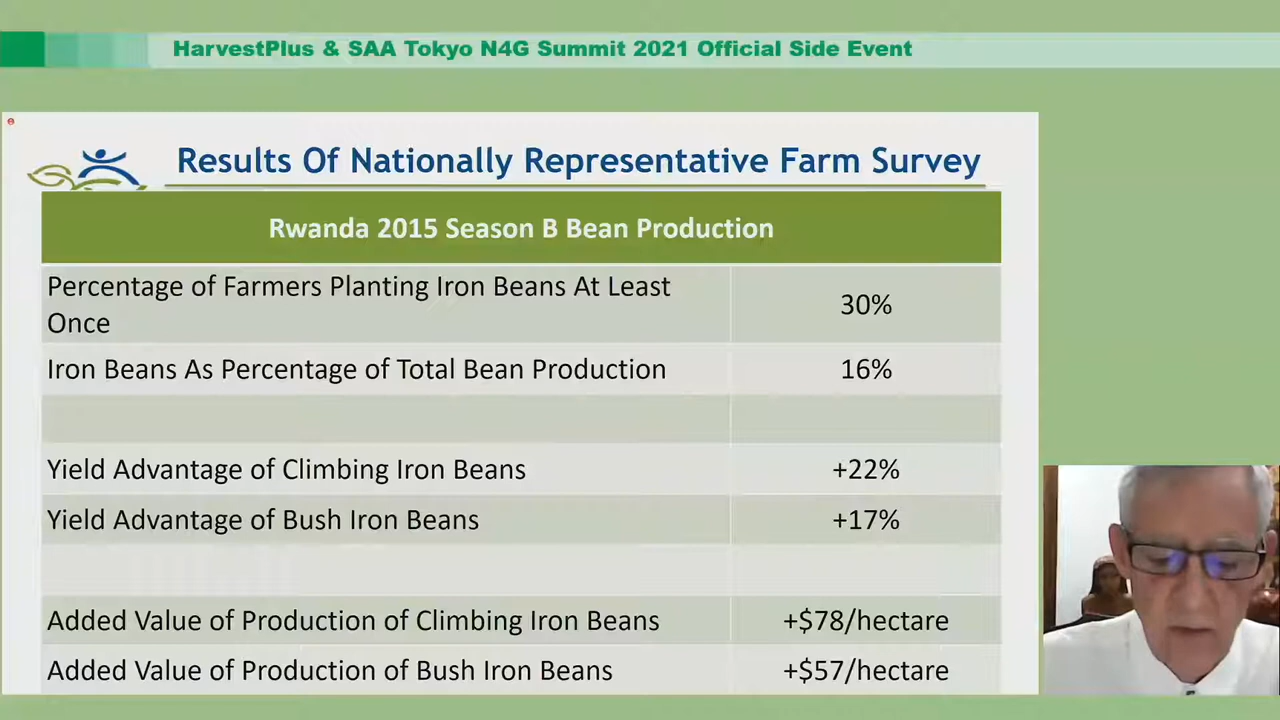 HarvestPlus & SAA Tokyo N4G Summit 2021 Official Side Event
Results Of Nationally Representative Farm Survey
Rwanda 2015 Season B Bean Production
Percentage of Farmers Planting Iron Beans At Least
Once
30%
Iron Beans As Percentage of Total Bean Production
16%
Yield Advantage of Climbing Iron Beans
+22%
Yield Advantage of Bush Iron Beans
+17%
Added Value of Production of Climbing Iron Beans
+$78/hectare
Added Value of Production of Bush Iron Beans
+$57/hectare